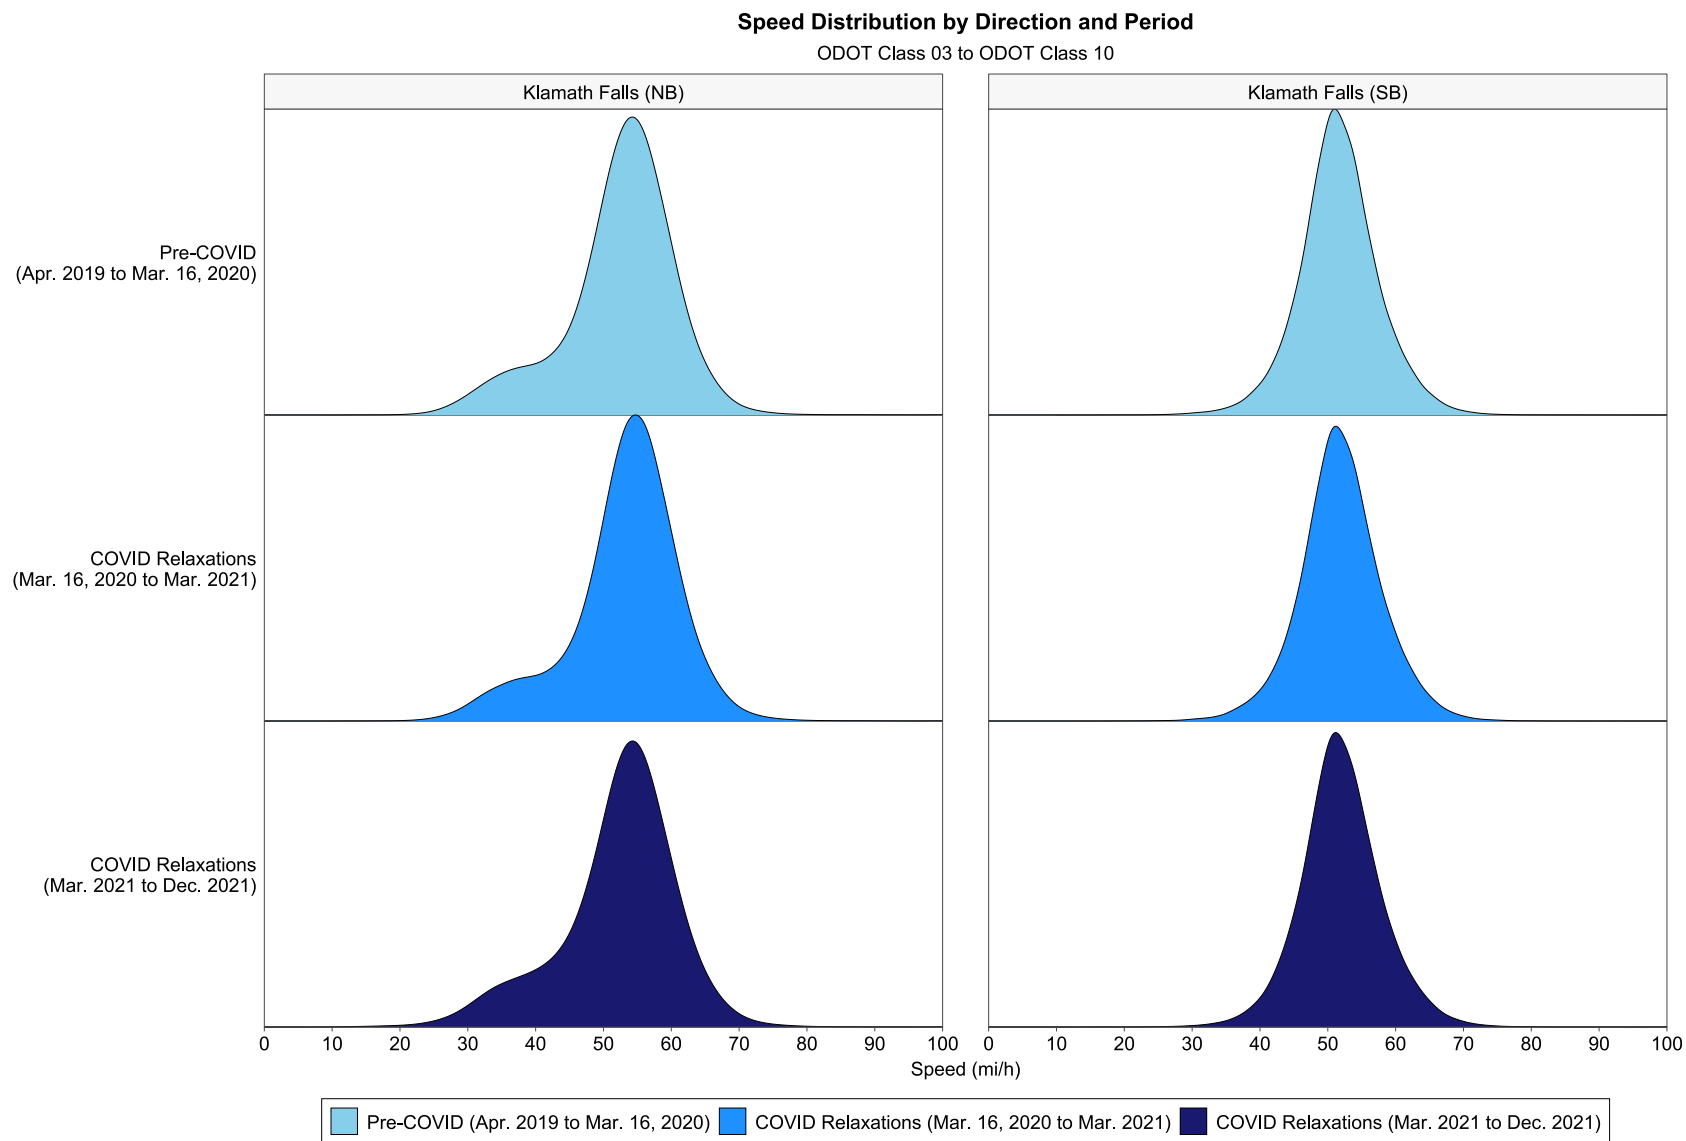 Speed Distribution by Direction and Period
ODOT Class 03 to ODOT Class 10
Klamath Falls (NB)
Klamath Falls (SB)
Pre-COVID
(Apr. 2019 to Mar. 16, 2020)
COVID Relaxations
(Mar. 16, 2020 to Mar. 2021)
COVID Relaxations
(Mar. 2021 to Dec. 2021)
0 10 20 30 40 50 60 70 80 90 100
0 10 20 30 40 50 60 70 80 90 100
Speed (mi/h)
Pre-COVID (Apr. 2019 to Mar. 16, 2020) COVID Relaxations (Mar. 16, 2020 to Mar. 2021) COVID Relaxations (Mar. 2021 to Dec. 2021)